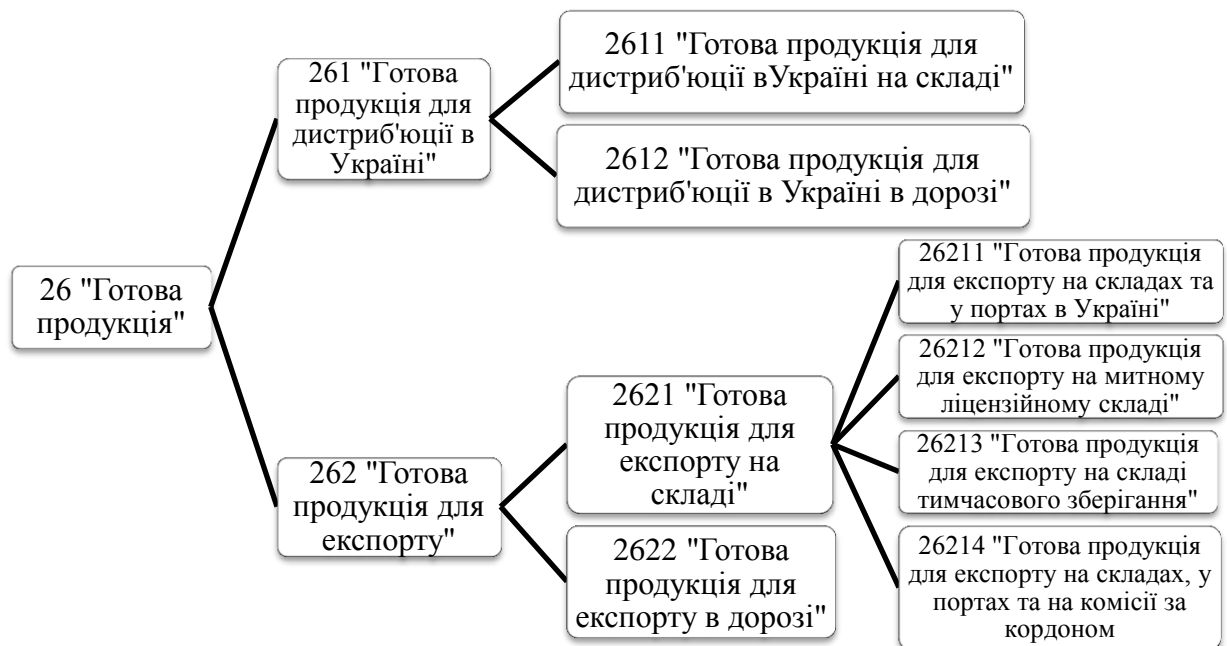 26 "Готова
продукція"
261 "Готова
продукція для
дистриб'юції в
Україні"
2611 "Готова продукція для
дистриб'юції вУкраїні на складі"
2612 "Готова продукція для
дистриб'юції в Україні в дорозі"
262 "Готова
продукція для
експорту"
2621 "Готова
продукція для
експорту на
складі"
26211 "Готова продукція
для експорту на складах та
у портах в Україні"
26212 "Готова продукція
для експорту на митному
ліцензійному складі"
26213 "Готова продукція
для експорту на складі
тимчасового зберігання"
26214 "Готова продукція
для експорту на складах, у
портах та на комісії за
кордоном
2622 "Готова
продукція для
експорту в дорозі"